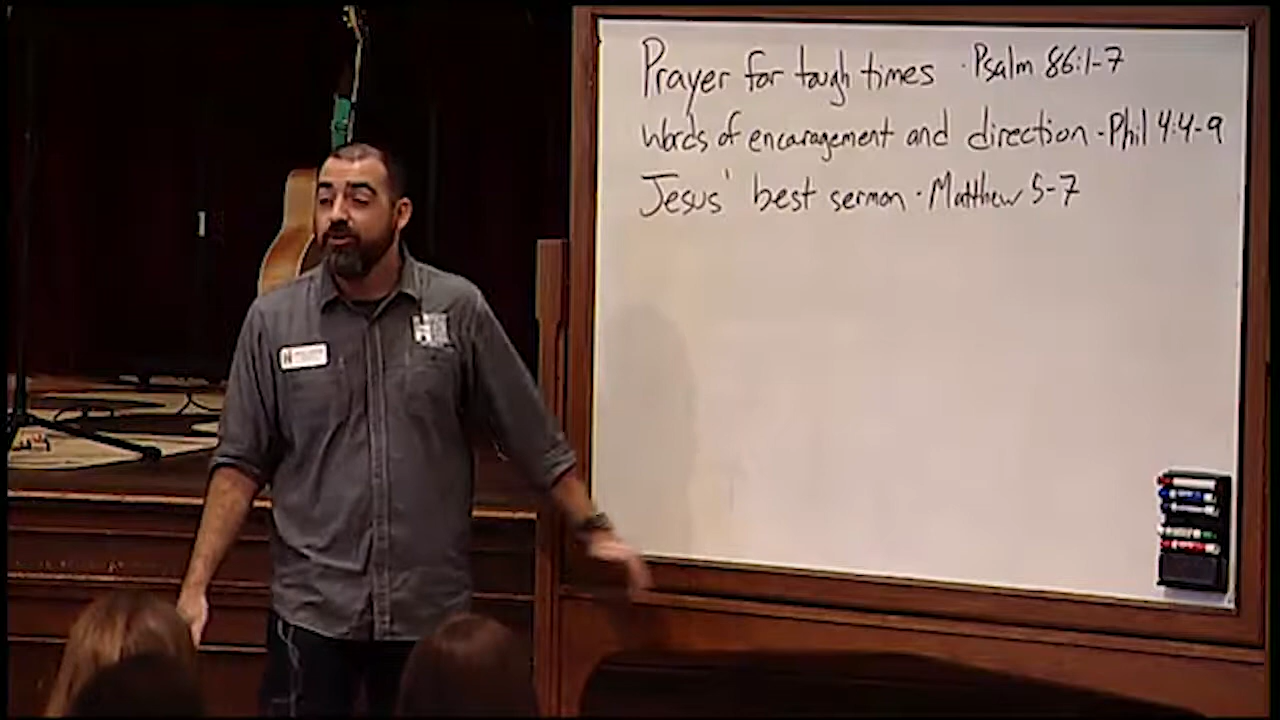 Prayer for tough times · Psalm 86:1-7
Words of encouragement and direction - Phil 4:4-9
Jesus' best sermon · Matthew 5-7